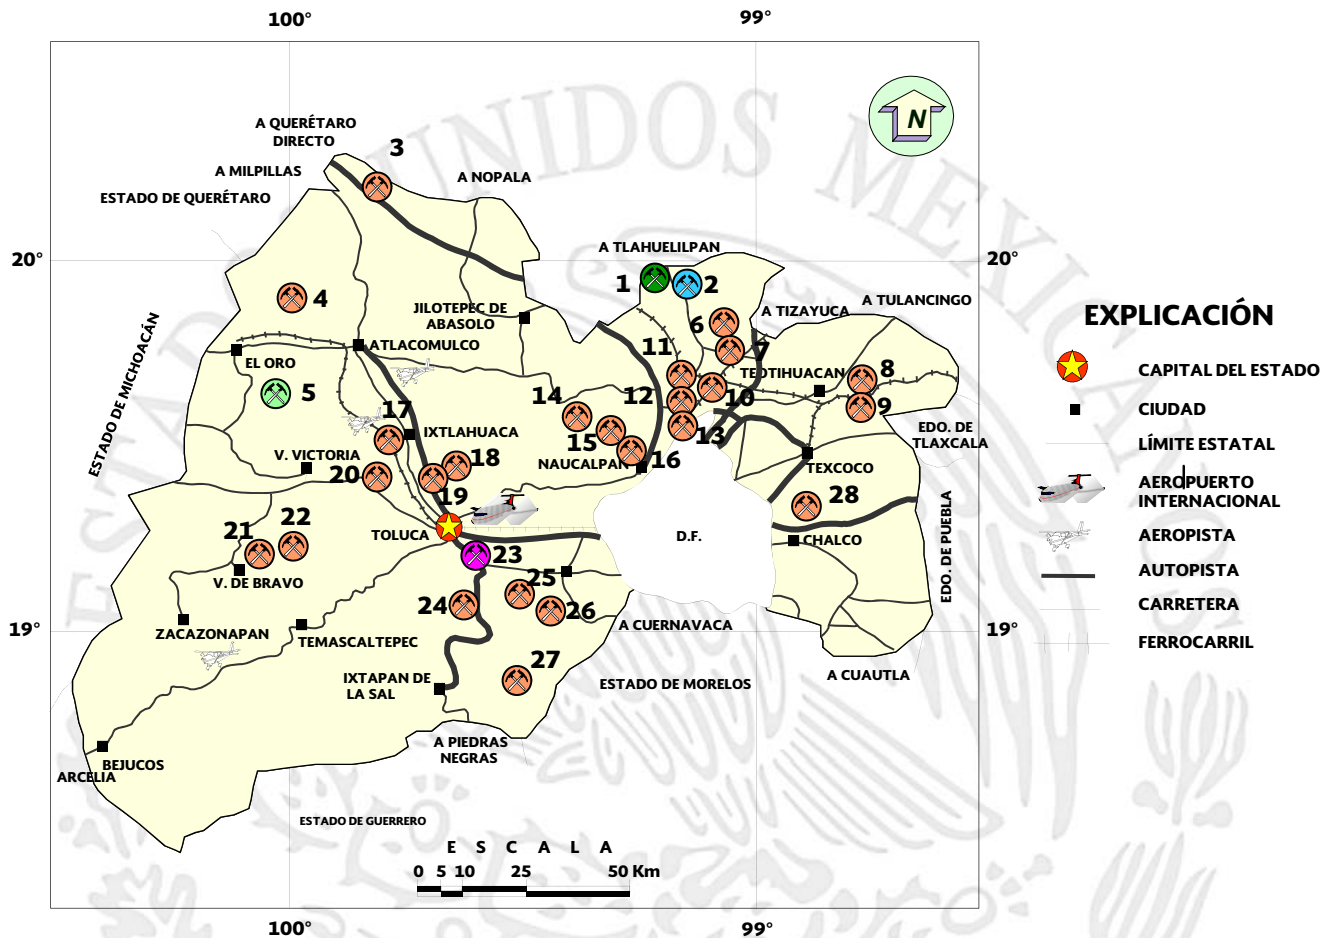 100°
99°
ESTADOS UNIDOS MEXICANOS
N
A QUERÉTARO
DIRECTO
3
A MILPILLAS
A NOPALA
ESTADO DE QUERÉTARO
A TLAHUELILPAN
20°
20°
1
2
4
JILOTEPEC DE
ABASOLO
6
A TIZAYUCA
A TULANCINGO
EXPLICACIÓN
ATLACOMULCO
11
7
EL ORO
TEOTIHUACAN
8
CAPITAL DEL ESTADO
5
14
12
10
9
CIUDAD
ESTADO DE MICHOACÁN
17
IXTLAHUACA
15
13
EDO. DE
TLAXCALA
LÍMITE ESTATAL
V. VICTORIA
18
NAUCALPAN
16
TEXCOCO
20
19
28
AEROPUERTO
INTERNACIONAL
21
22
TOLUCA
D.F.
CHALCO
AEROPISTA
23
EDO. DE PUEBLA
V. DE BRAVO
25
AUTOPISTA
24
26
CARRETERA
ZACAZONAPAN
TEMASCALTEPEC
A CUERNAVACA
19°
19°
FERROCARRIL
27
IXTAPAN DE
LA SAL
ESTADO DE MORELOS
A CUAUTLA
A PIEDRAS
NEGRAS
BEJUCOS
ARCELIA
ESTADO DE GUERRERO
E S C A L A
0 5 10 25 50 Km
100°
99°